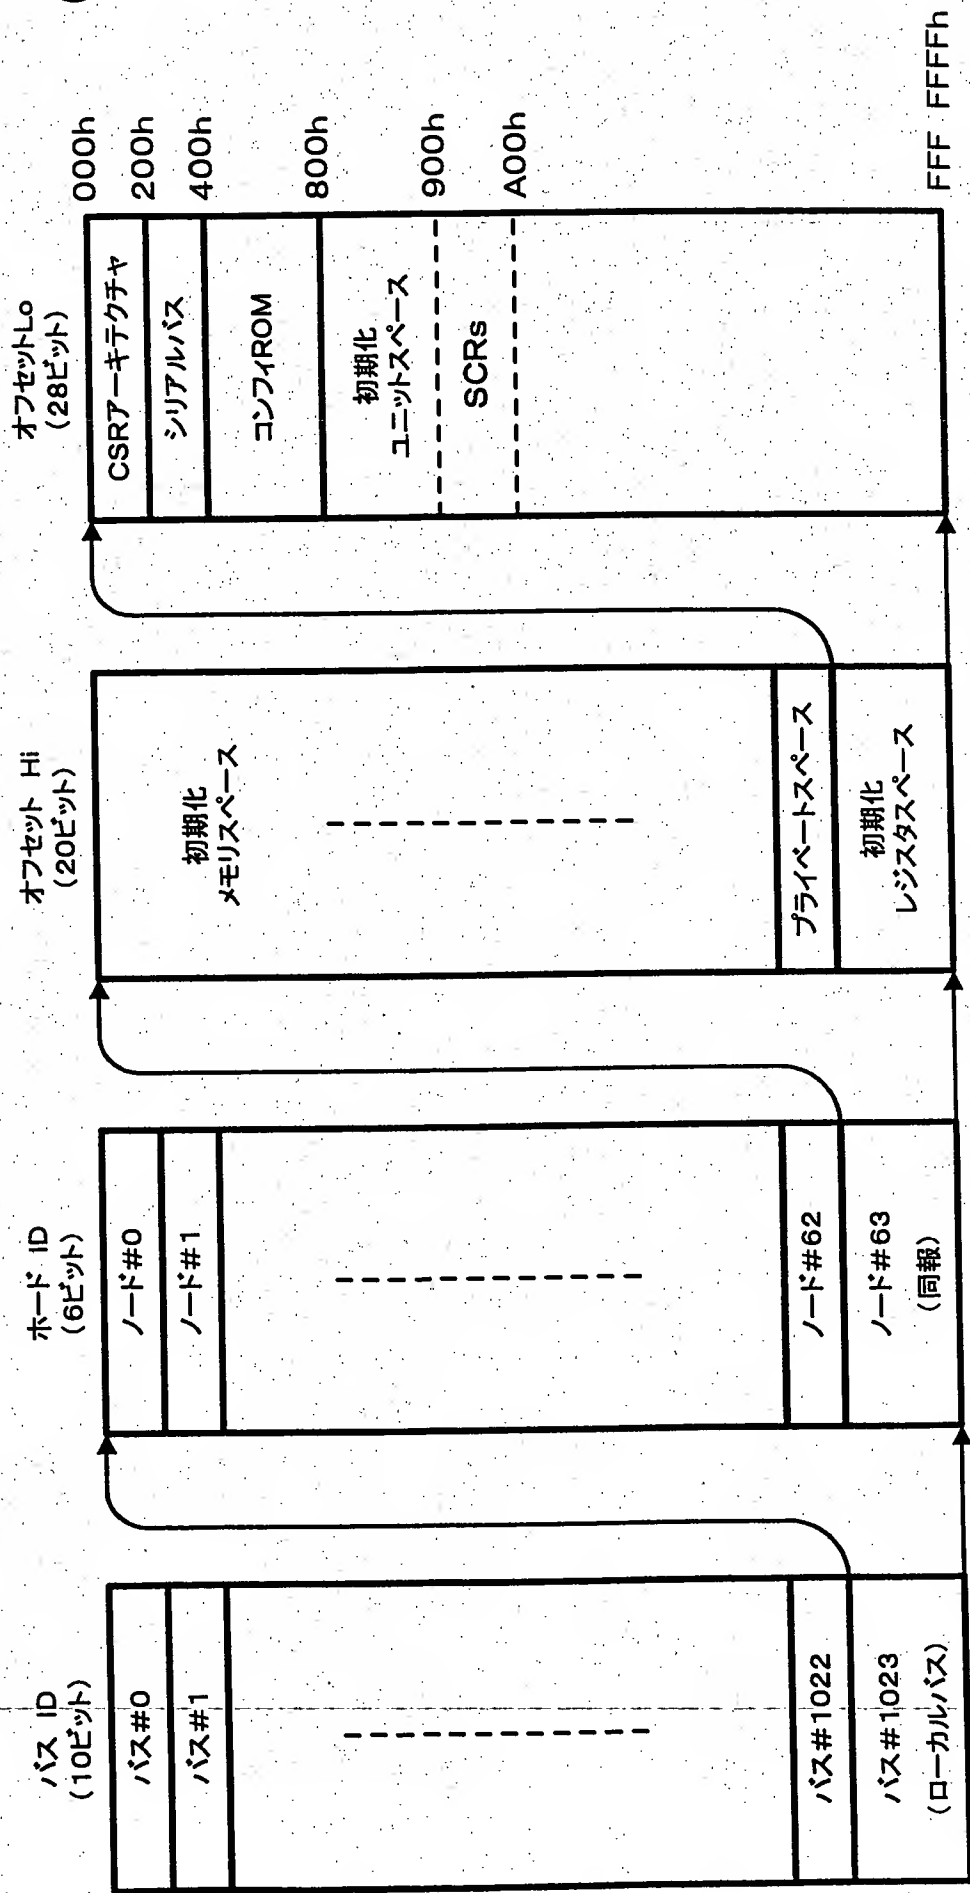 バス ID
(10ビット)
バス#0
バス#1
バス#1022
バス#1023
(ローカルバス)
ホード ID
(6ビット)
ノード#0
ノード#1
ノード#62
ノード#63
(同報)
オフセット Hi
(20ビット)
初期化
メモリスペース
プライベートスペース
初期化
レジスタスペース
オフセットLo
(28ビット)
CSRアーキテクチャ
シリアルバス
コンフィROM
初期化
ユニットスペース
SCRs
000h
200h
400h
800h
900h
A00h
FFF FFFFh